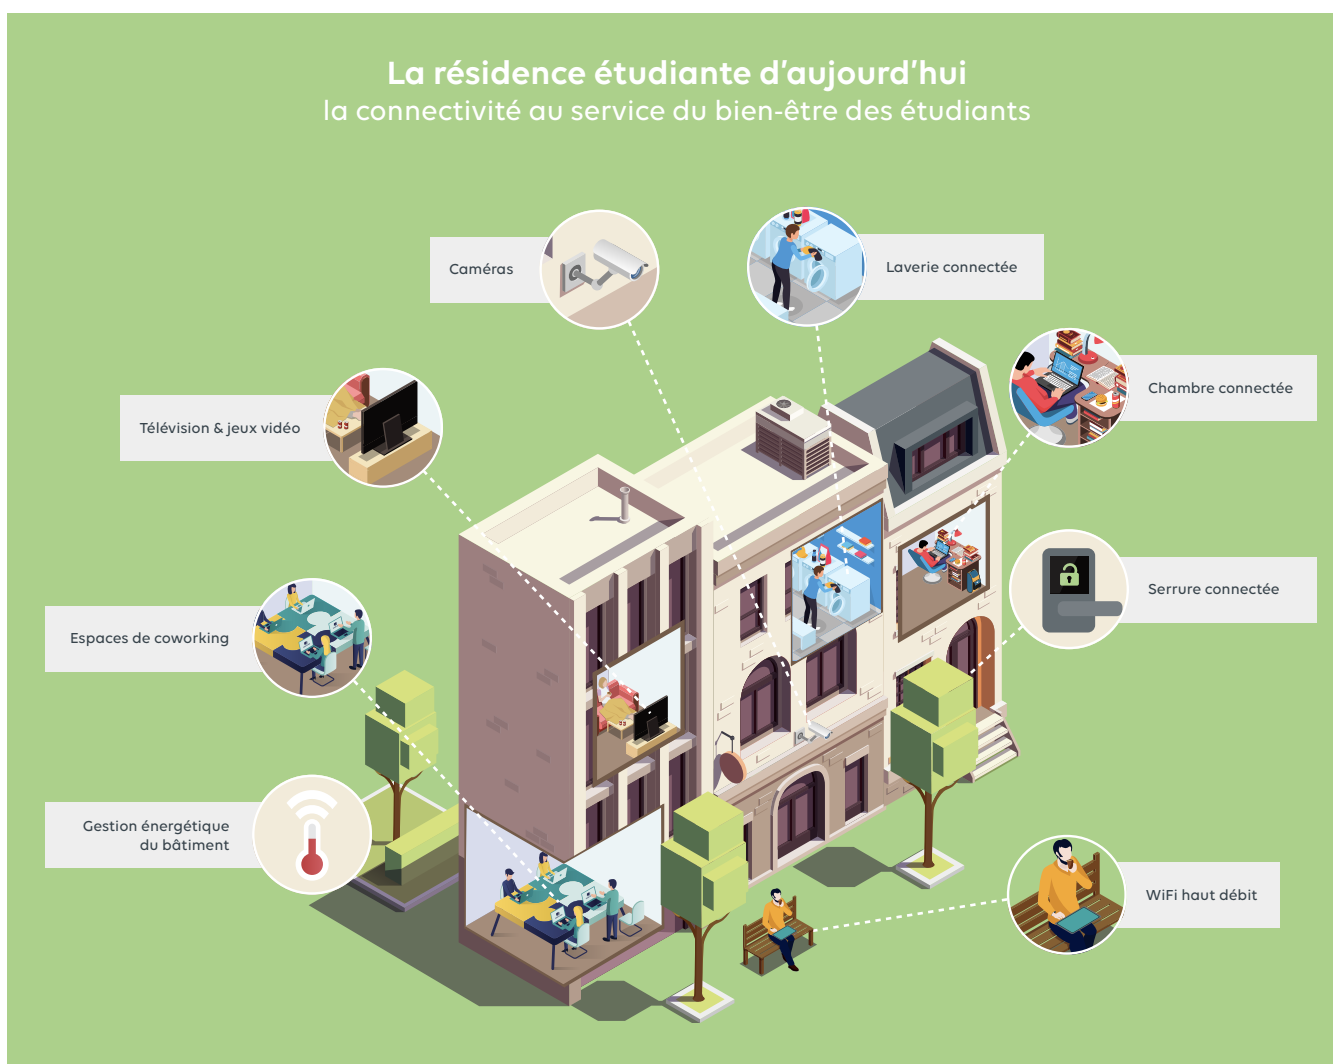 La résidence étudiante d'aujourd'hui
la connectivité au service du bien-être des étudiants
Caméras
Laverie connectée
Chambre connectée
Télévision & jeux vidéo
Serrure connectée
Espaces de coworking
Gestion énergétique
du bâtiment
WiFi haut débit